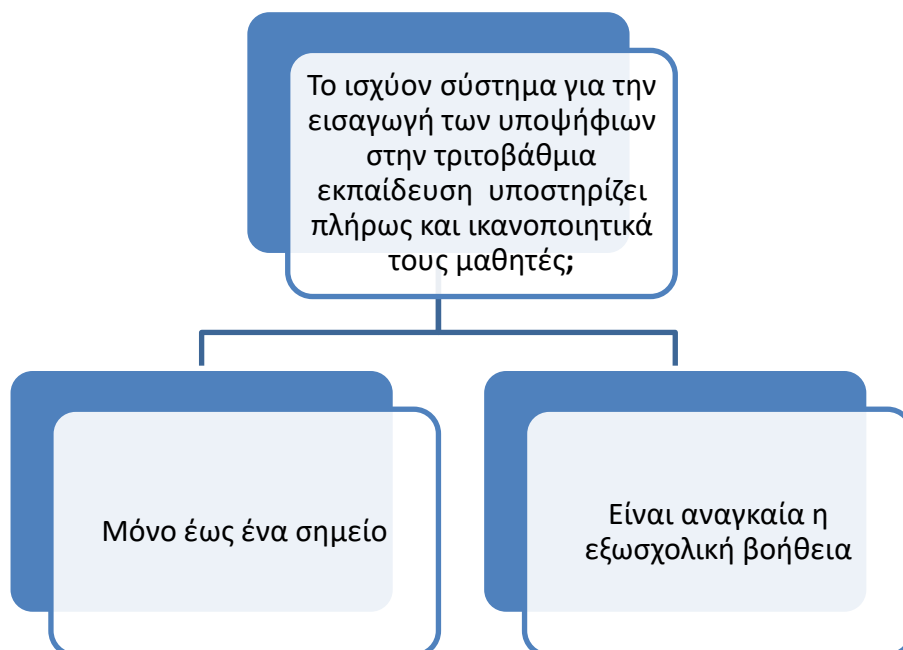 Το ισχύον σύστημα για την
εισαγωγή των υποψήφιων
στην τριτοβάθμια
εκπαίδευση υποστηρίζει
πλήρως και ικανοποιητικά
τους μαθητές;
Μόνο έως ένα σημείο
Είναι αναγκαία η
εξωσχολική βοήθεια